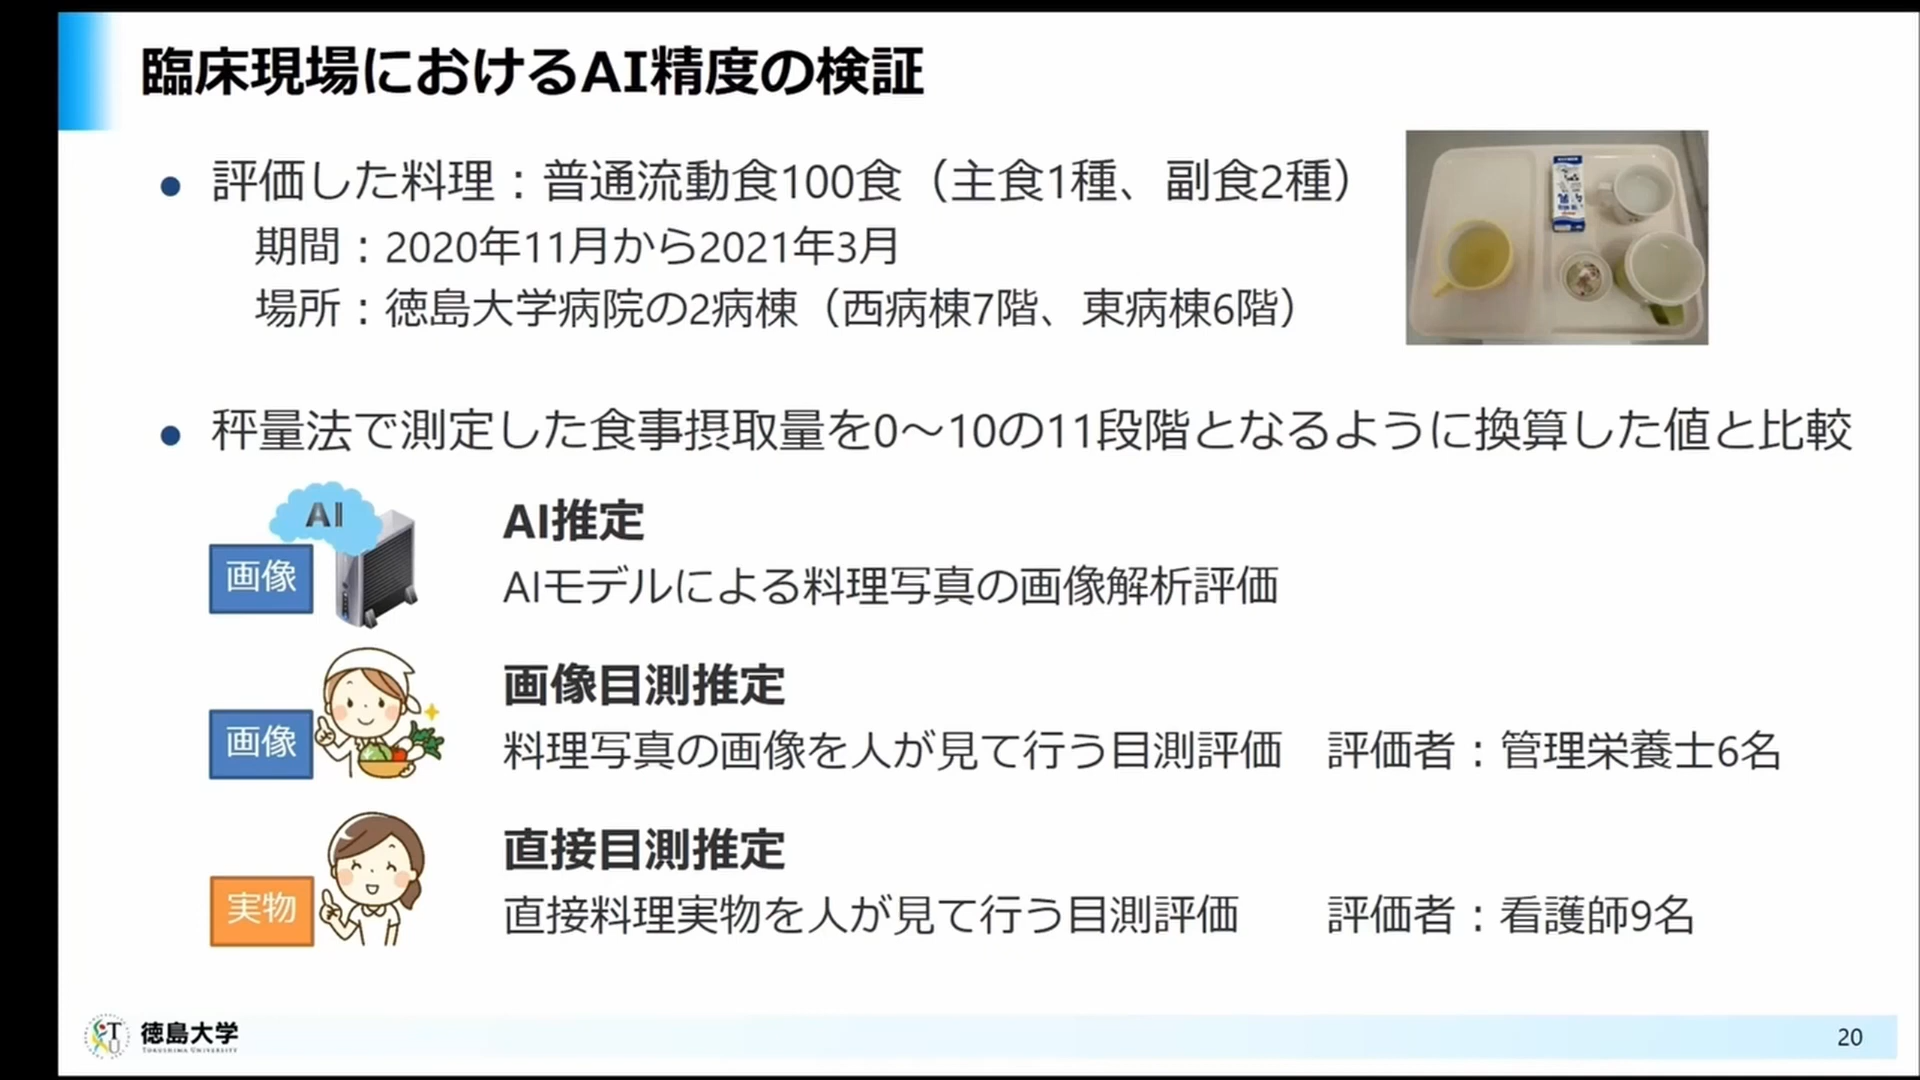 臨床現場におけるAI精度の検証
● 評価した料理：普通流動食100食（主食1種、副食2種）
期間：2020年11月から2021年3月
場所：徳島大学病院の2病棟（西病棟7階、東病棟6階）
● 秤量法で測定した食事摂取量を0～10の11段階となるように換算した値と比較
AI
画像
AI推定
AIモデルによる料理写真の画像解析評価
画像
画像目測推定
料理写真の画像を人が見て行う目測評価 評価者：管理栄養士6名
実物
直接目測推定
直接料理実物を人が見て行う目測評価 評価者：看護師9名
TU
徳島大学
TOKUSHIMA UNIVERSITY
20